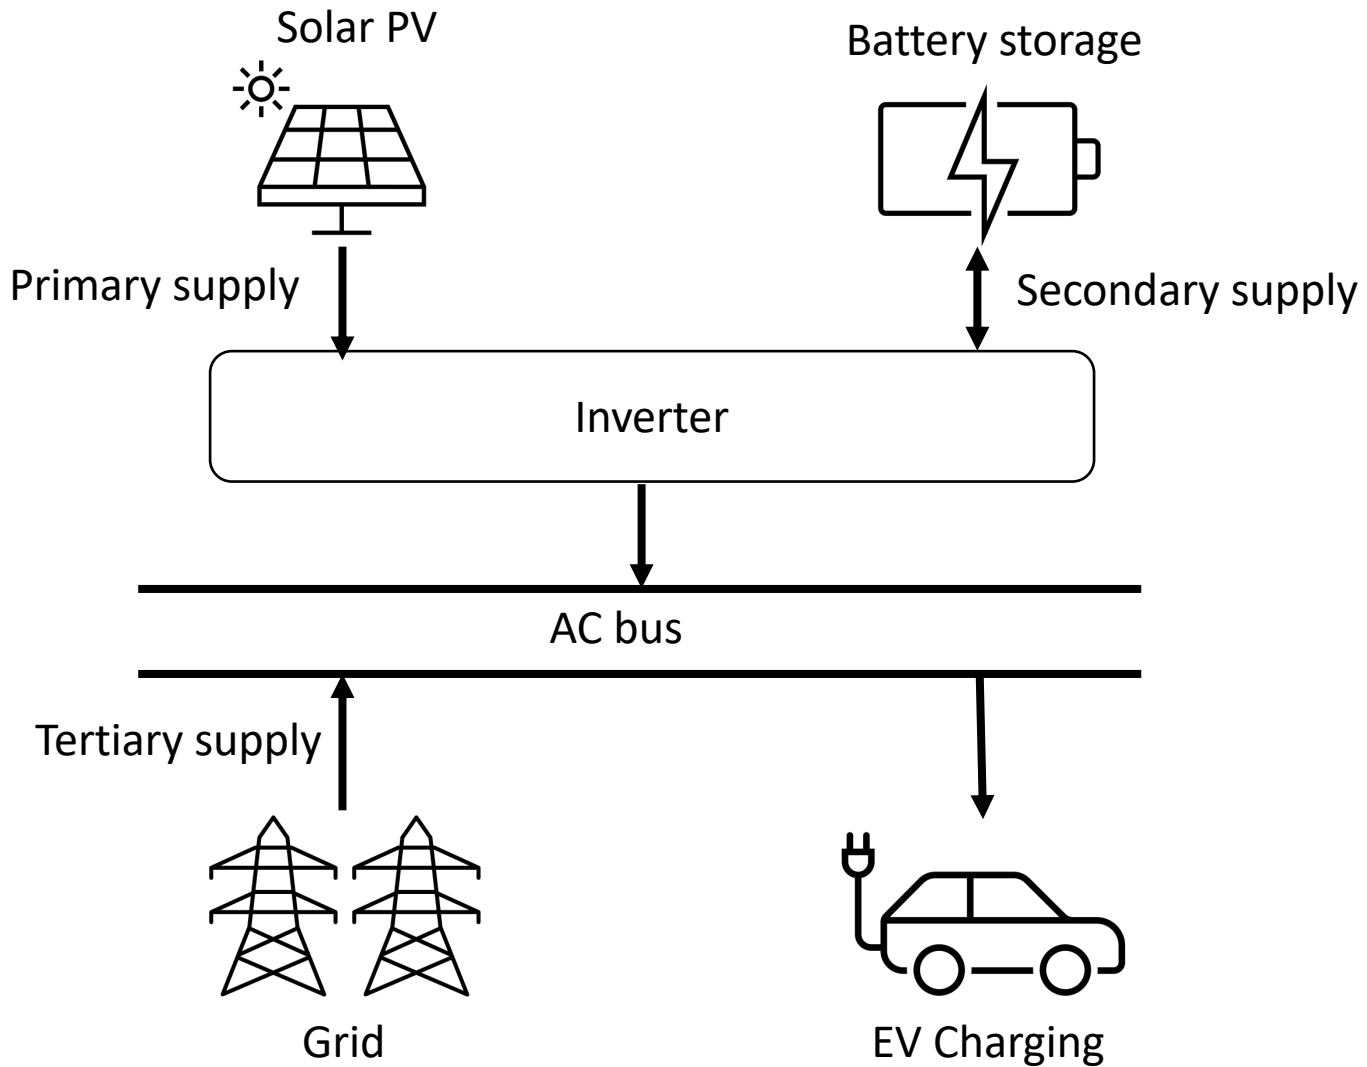 Solar PV
Battery storage
Primary supply
Secondary supply
Inverter
AC bus
Tertiary supply
Grid
EV Charging